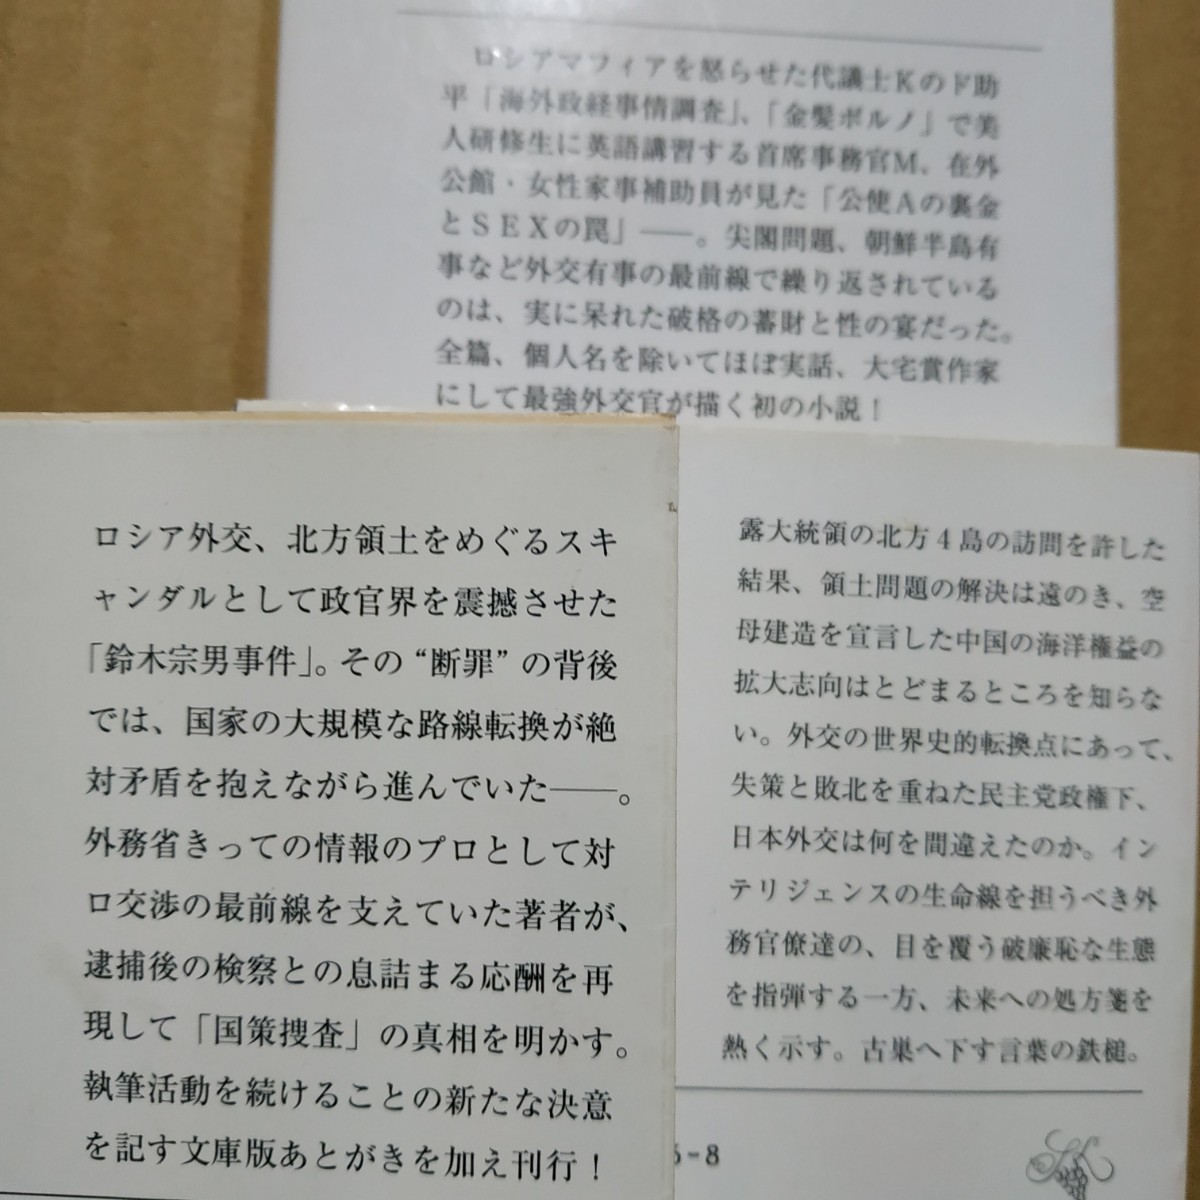 ロシアマフィアを怒らせた代議士Kのド助
平「海外政経事情調査」、「金髪ポルノ」で美
人研修生に英語講習する首席事務官M、在外
公館・女性家事補助員が見た「公使Aの裏金
とSEXの罠」――。尖閣問題、朝鮮半島有
事など外交有事の最前線で繰り返されている
のは、実に呆れた破格の蓄財と性の宴だった。
全篇、個人名を除いてほぼ実話、大宅賞作家
にして最強外交官が描く初の小説！
ロシア外交、北方領土をめぐるスキ
ャンダルとして政官界を震撼させた
「鈴木宗男事件」。その“断罪”の背後
では、国家の大規模な路線転換が絶
対矛盾を抱えながら進んでいた――。
外務省きっての情報のプロとして対
ロ交渉の最前線を支えていた著者が、
逮捕後の検察との息詰まる応酬を再
現して「国策捜査」の真相を明かす。
執筆活動を続けることの新たな決意
を記す文庫版あとがきを加え刊行！
露大統領の北方4島の訪問を許した
結果、領土問題の解決は遠のき、空
母建造を宣言した中国の海洋権益の
拡大志向はとどまるところを知らな
い。外交の世界史的転換点にあって、
失策と敗北を重ねた民主党政権下、
日本外交は何を間違えたのか。イン
テリジェンスの生命線を担うべき外
務官僚達の、目を覆う破廉恥な生態
を指弾する一方、未来への処方箋を
熱く示す。古巣へ下す言葉の鉄槌。
6-8